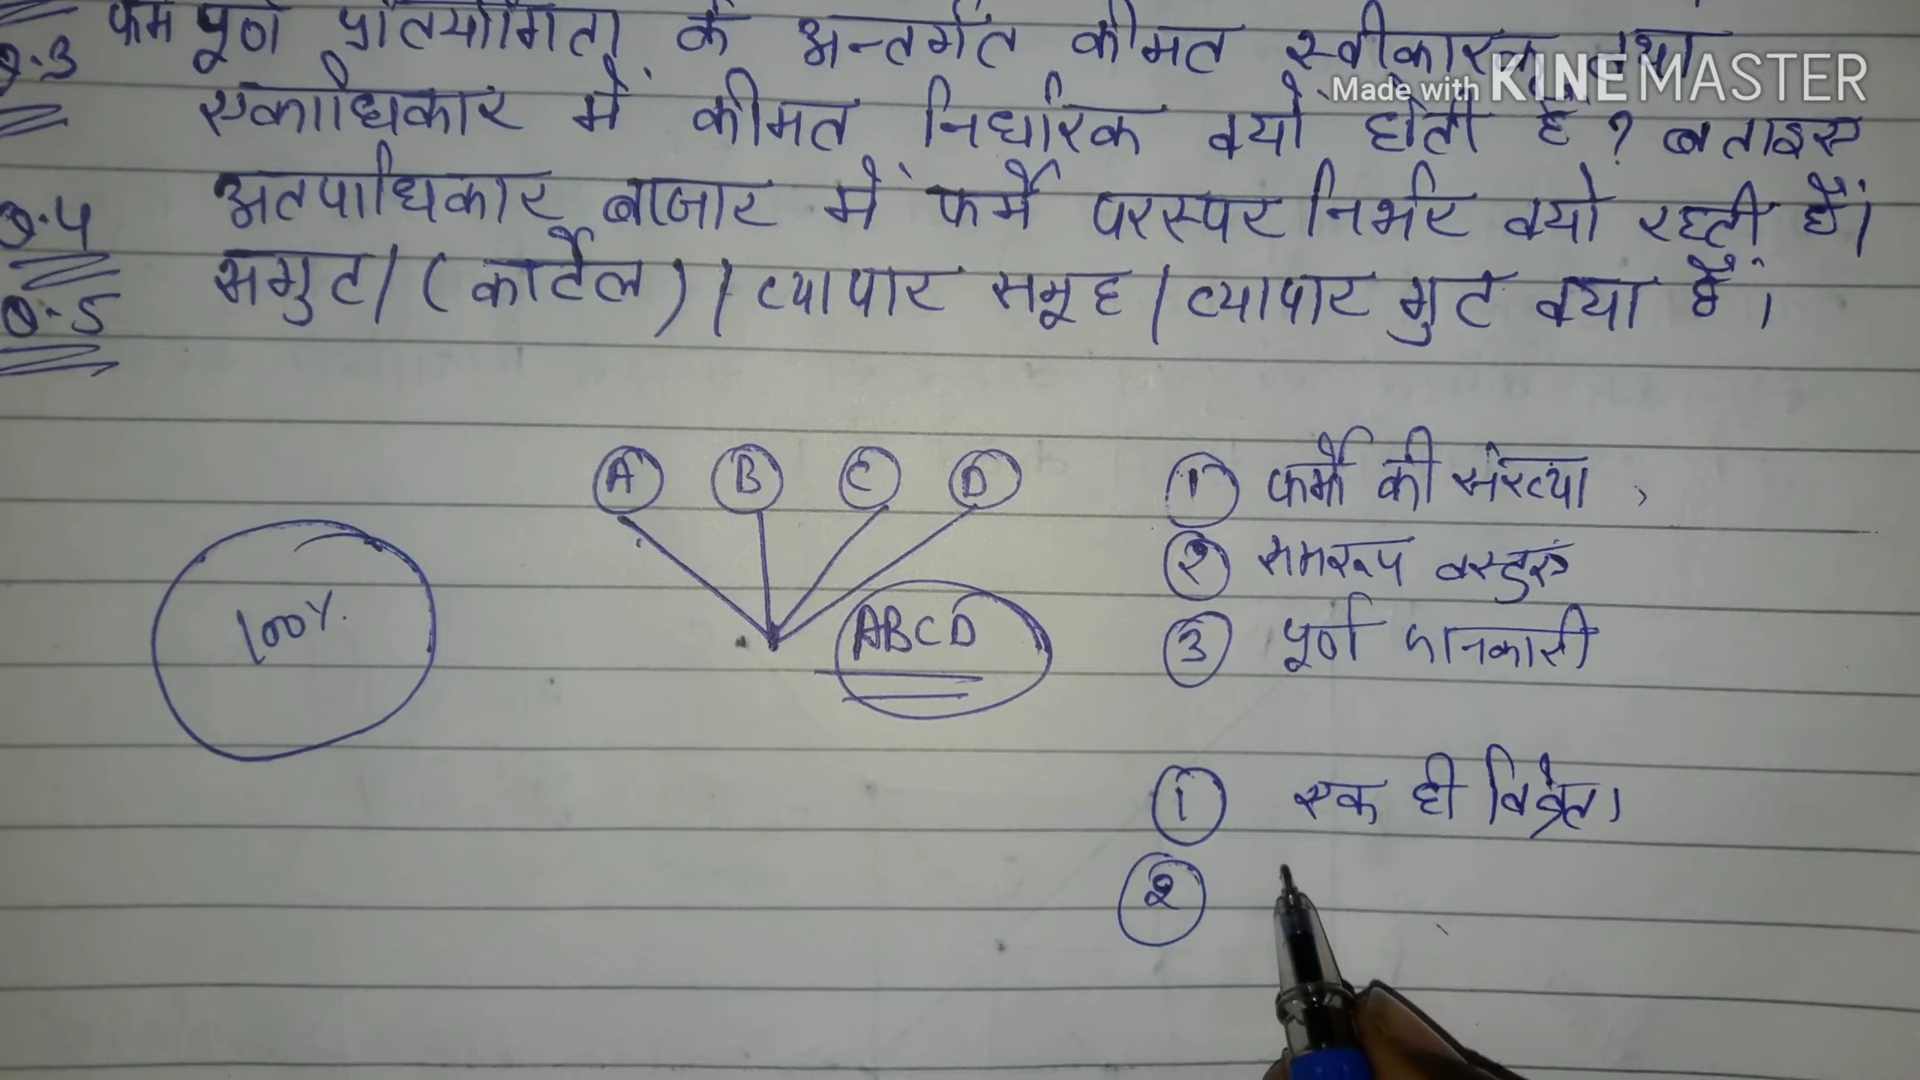 Q.3 फर्म पूर्ण प्रतियोगिता के अन्तर्गत कीमत स्वीकारक तथा
Made with KINEMASTER
एकाधिकार में कीमत निर्धारक क्यों होती है ? बताइए
Q.4 अल्पाधिकार बाजार में फर्में परस्पर निर्भर क्यो रहती हैं।
Q.5 समुट/(कार्टेल)/व्यापार समूह/व्यापार गुट क्या हैं।
A B C D
① फर्मो की संख्या
② समरूप वस्तुए
100%
ABCD
③ पूर्ण जानकारी
① एक ही विक्रेता
②